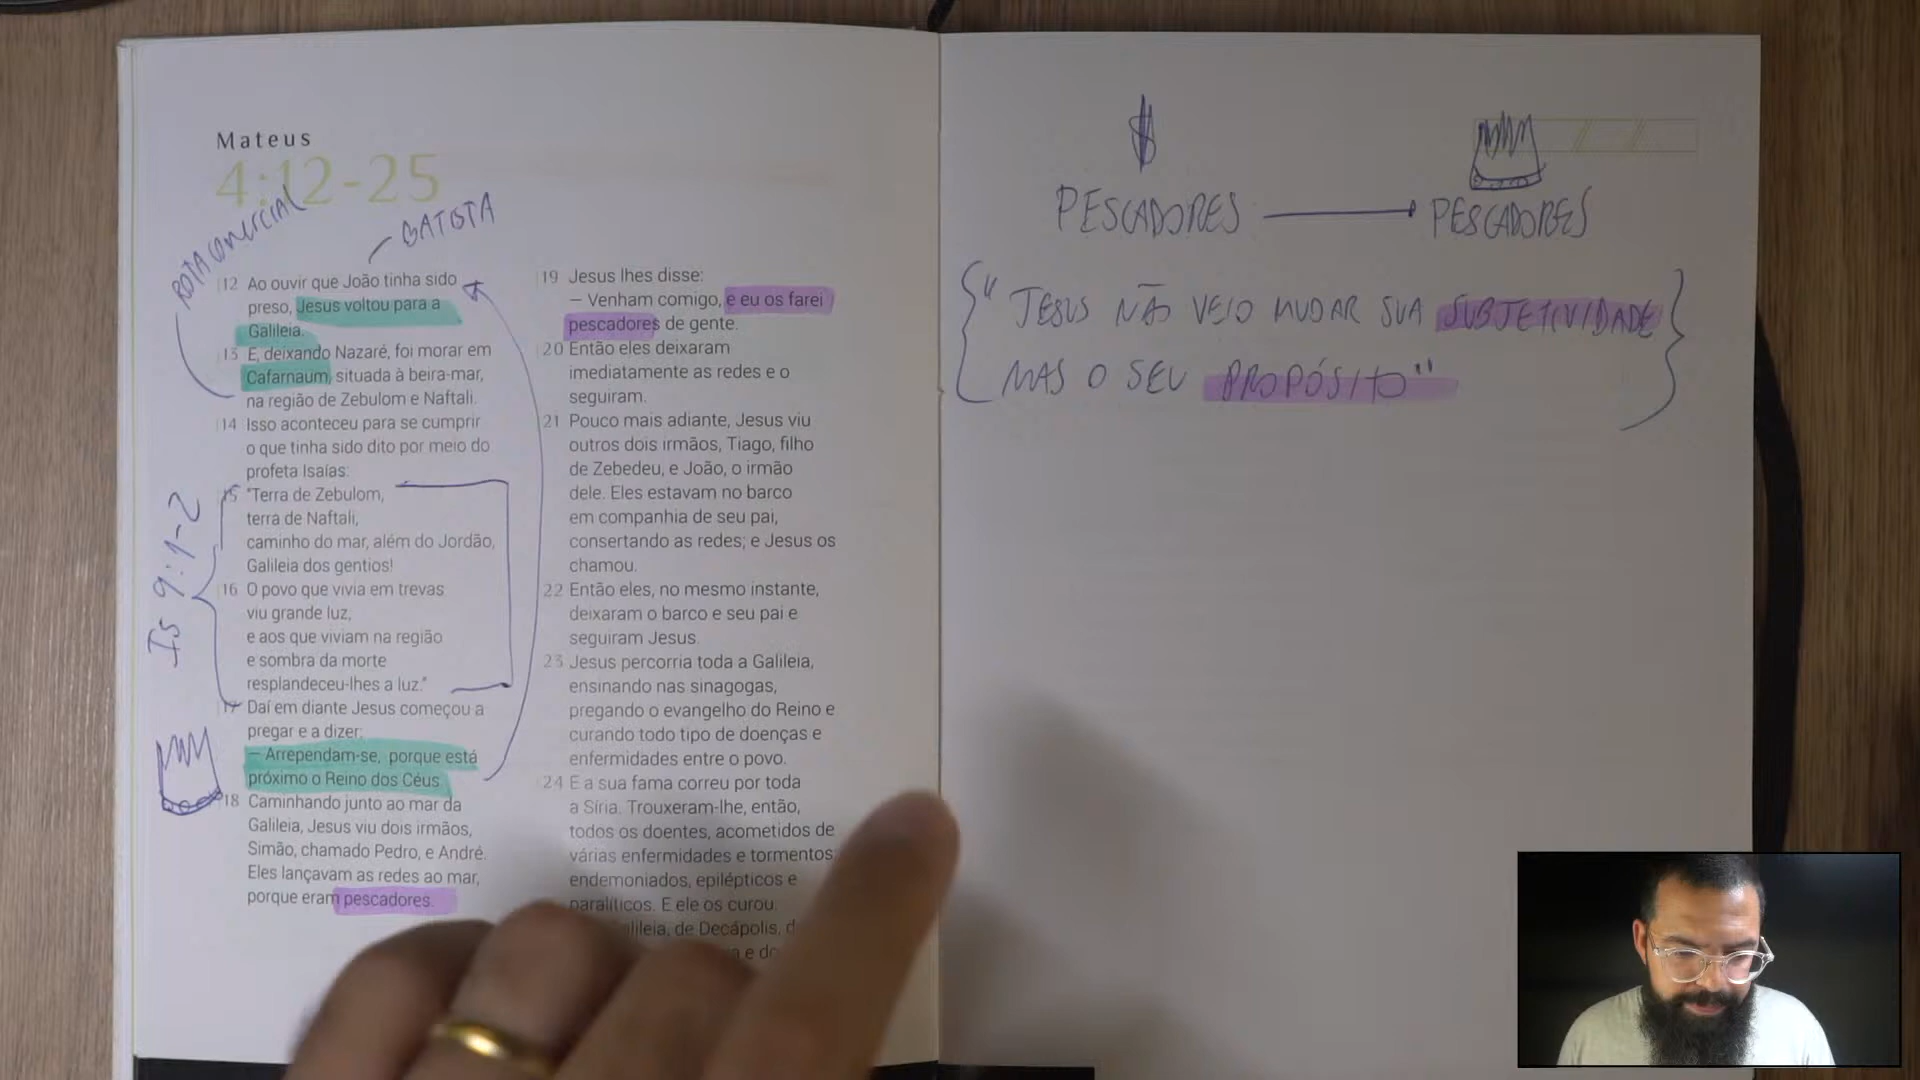 Mateus
4:12-25
ROTA COMERCIAL
BATISTA
12 Ao ouvir que João tinha sido
preso, Jesus voltou para a
Galileia.
13 E, deixando Nazaré, foi morar em
Cafarnaum, situada à beira-mar,
na região de Zebulom e Naftali.
14 Isso aconteceu para se cumprir
o que tinha sido dito por meio do
profeta Isaías:
Is 9:1-2
15 "Terra de Zebulom,
terra de Naftali,
caminho do mar, além do Jordão,
Galileia dos gentios!
16 O povo que vivia em trevas
viu grande luz,
e aos que viviam na região
e sombra da morte
resplandeceu-lhes a luz."
17 Daí em diante Jesus começou a
pregar e a dizer:
— Arrependam-se, porque está
próximo o Reino dos Céus
18 Caminhando junto ao mar da
Galileia, Jesus viu dois irmãos,
Simão, chamado Pedro, e André.
Eles lançavam as redes ao mar,
porque eram pescadores.
19 Jesus lhes disse:
— Venham comigo, e eu os farei
pescadores de gente.
20 Então eles deixaram
imediatamente as redes e o
seguiram.
21 Pouco mais adiante, Jesus viu
outros dois irmãos, Tiago, filho
de Zebedeu, e João, o irmão
dele. Eles estavam no barco
em companhia de seu pai,
consertando as redes; e Jesus os
chamou.
22 Então eles, no mesmo instante,
deixaram o barco e seu pai e
seguiram Jesus.
23 Jesus percorria toda a Galileia,
ensinando nas sinagogas,
pregando o evangelho do Reino e
curando todo tipo de doenças e
enfermidades entre o povo.
24 E a sua fama correu por toda
a Síria. Trouxeram-lhe, então,
todos os doentes, acometidos de
várias enfermidades e tormentos:
endemoniados, epilépticos e
paralíticos. E ele os curou.
de Decápolis,
e
$
PESCADORES PESCADORES
"JESUS NÃO VEIO MUDAR SUA SUBJETIVIDADE
MAS O SEU PROPÓSITO"